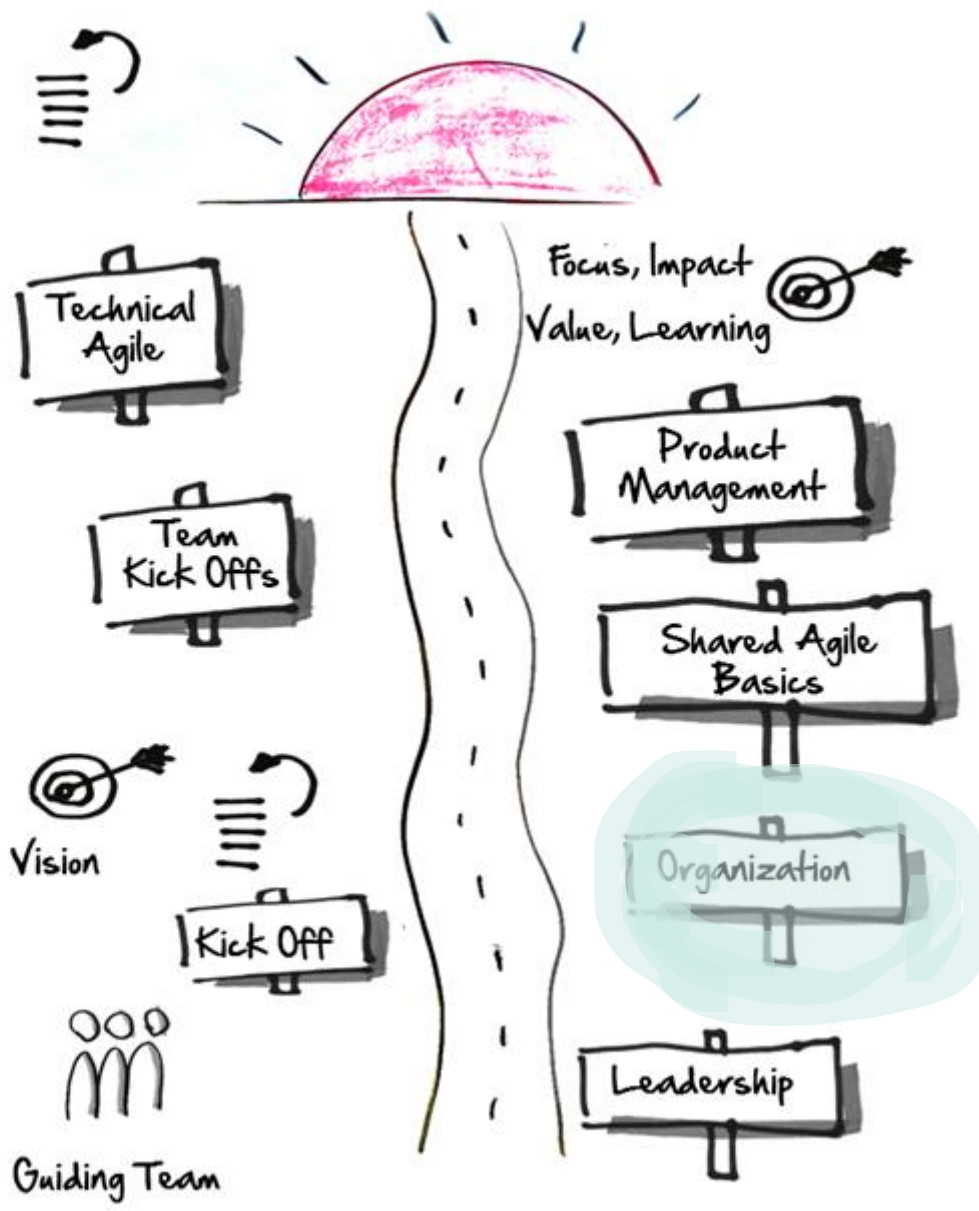 Focus, Impact
Value, Learning
Technical
Agile
Product
Management
Team
Kick Offs
Shared Agile
Basics
Vision
Organization
Kick Off
Leadership
Guiding Team